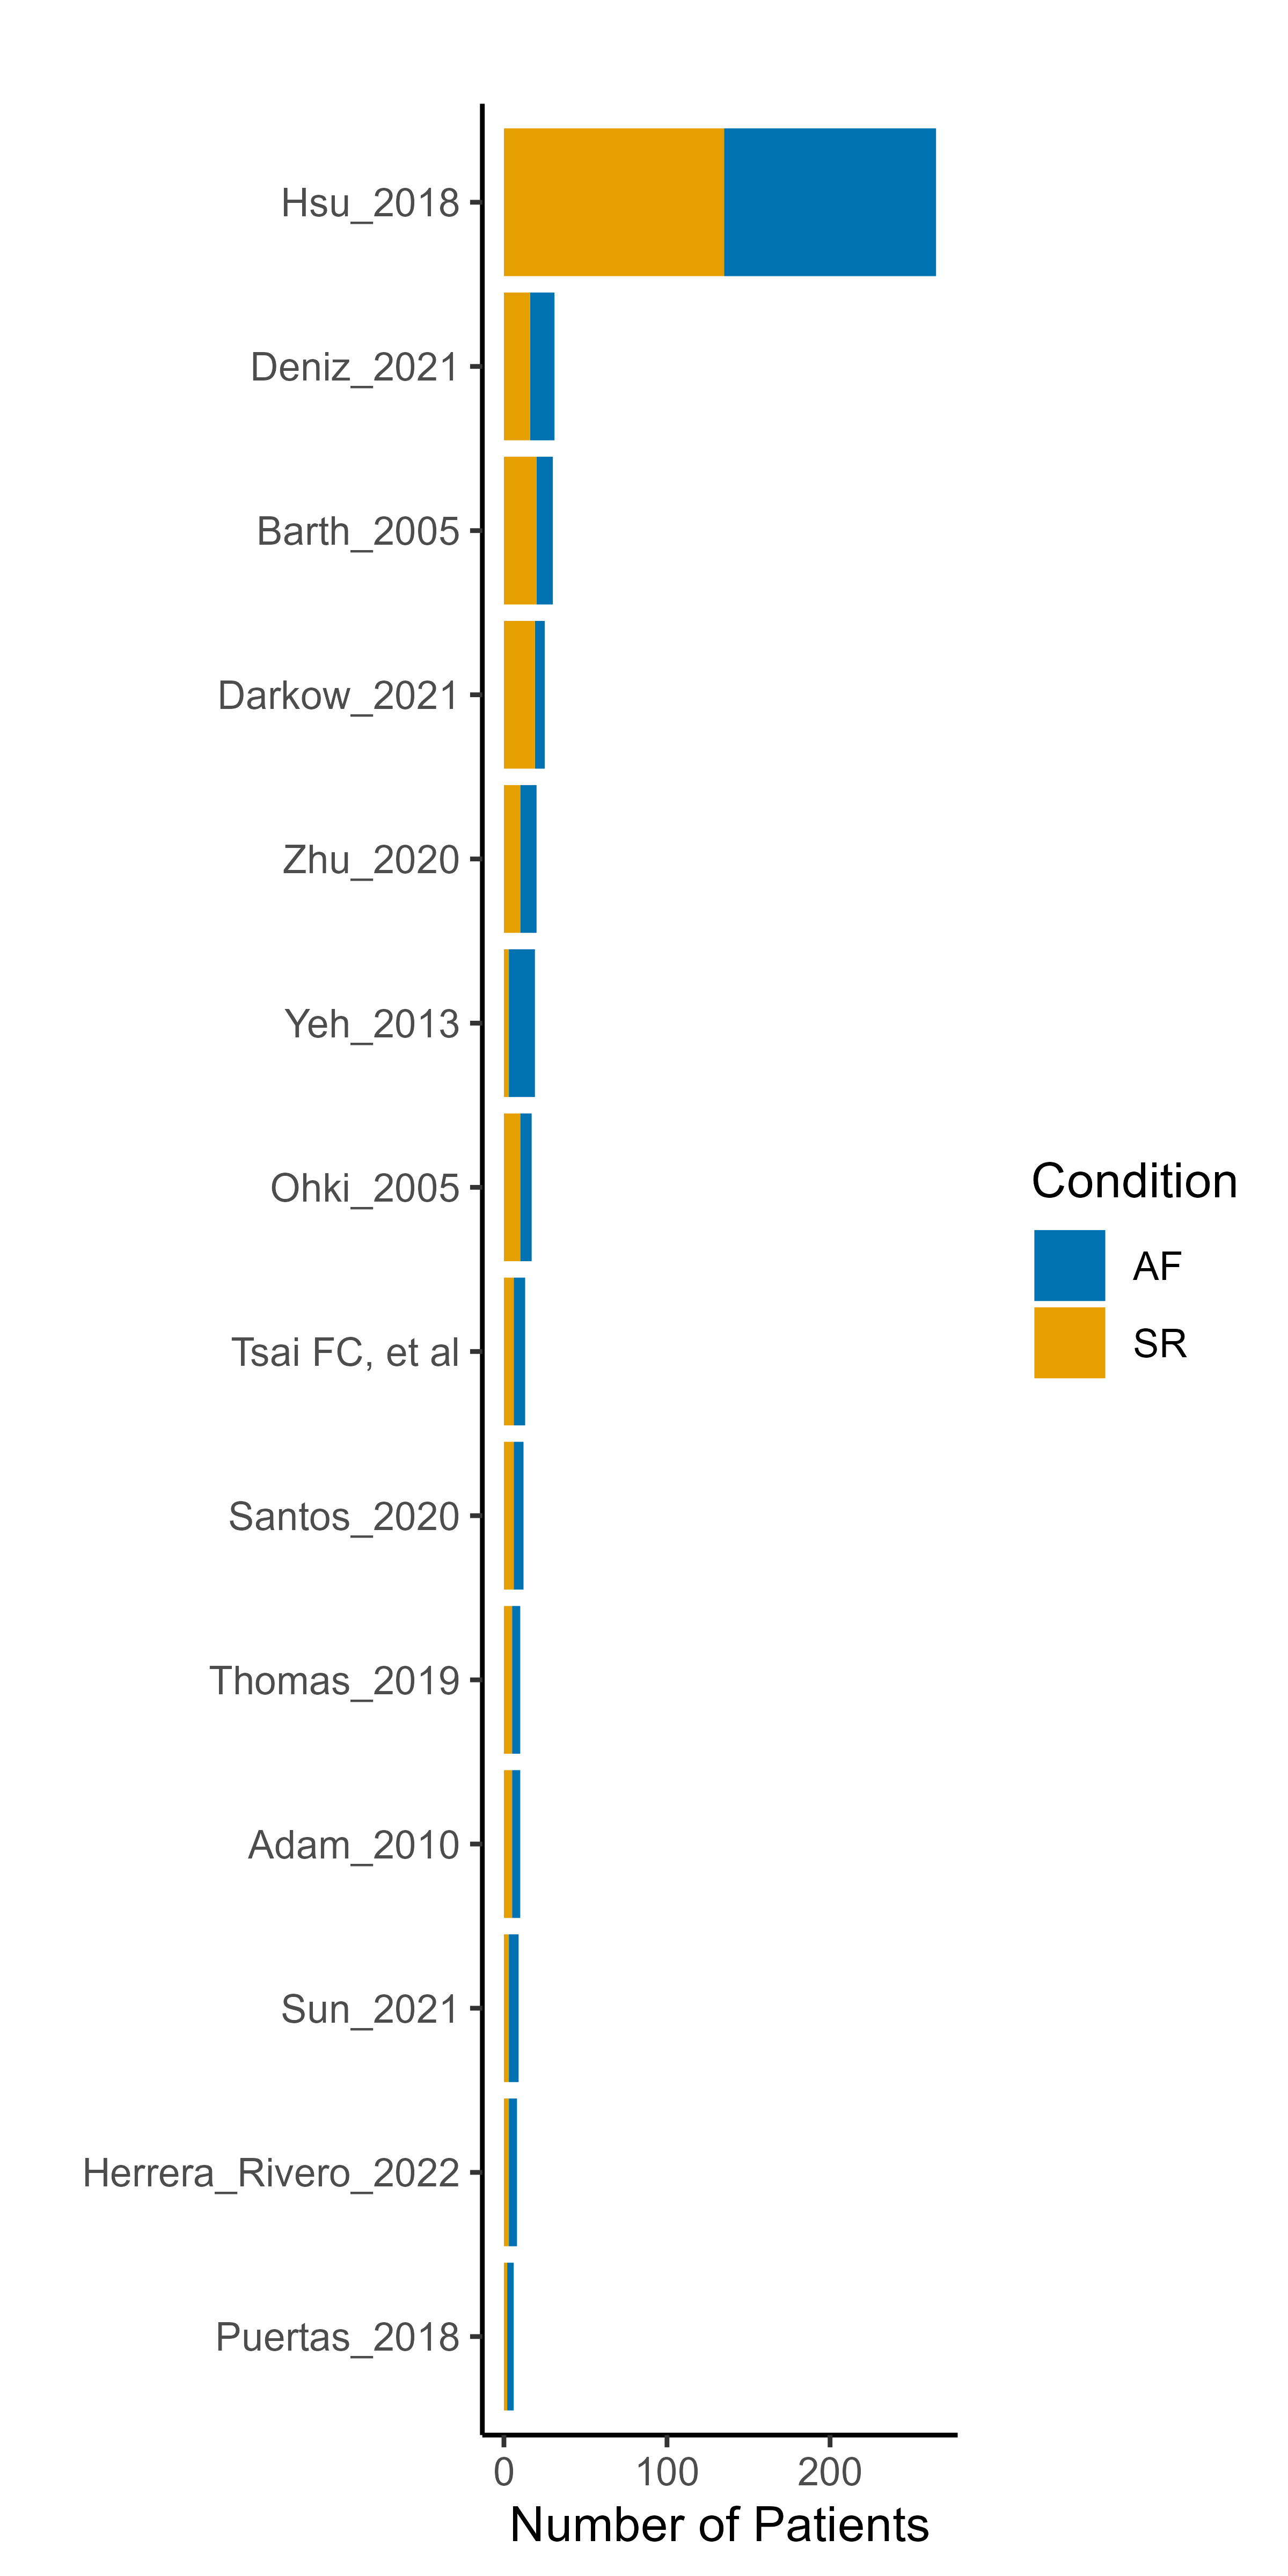 Hsu_2018
Deniz_2021
Barth_2005
Darkow_2021
Zhu_2020
Yeh_2013
Ohki_2005
Tsai FC, et al
Santos_2020
Thomas_2019
Adam_2010
Sun_2021
Herrera_Rivero_2022
Puertas_2018
0 100 200
Number of Patients
Condition
AF
SR